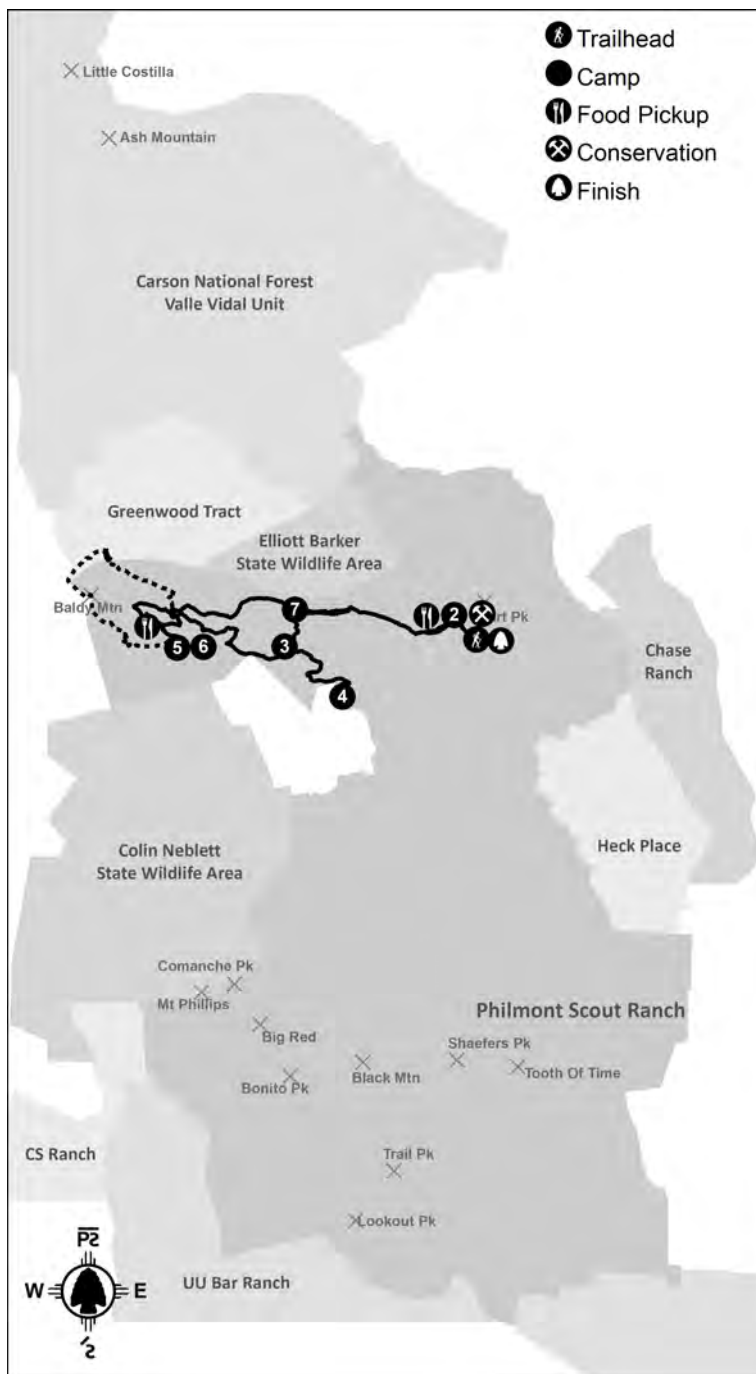 Trailhead
Camp
Food Pickup
Conservation
Finish
Little Costilla
Ash Mountain
Carson National Forest
Valle Vidal Unit
Greenwood Tract
Elliott Barker
State Wildlife Area
Baldy Mtn
7
2
rt Pk
5
6
3
4
Chase
Ranch
Heck Place
Colin Neblett
State Wildlife Area
Comanche Pk
Mt Phillips
Big Red
Bonito Pk
Black Mtn
Shaefers Pk
Tooth Of Time
Philmont Scout Ranch
CS Ranch
Trail Pk
Lookout Pk
UU Bar Ranch
W
E